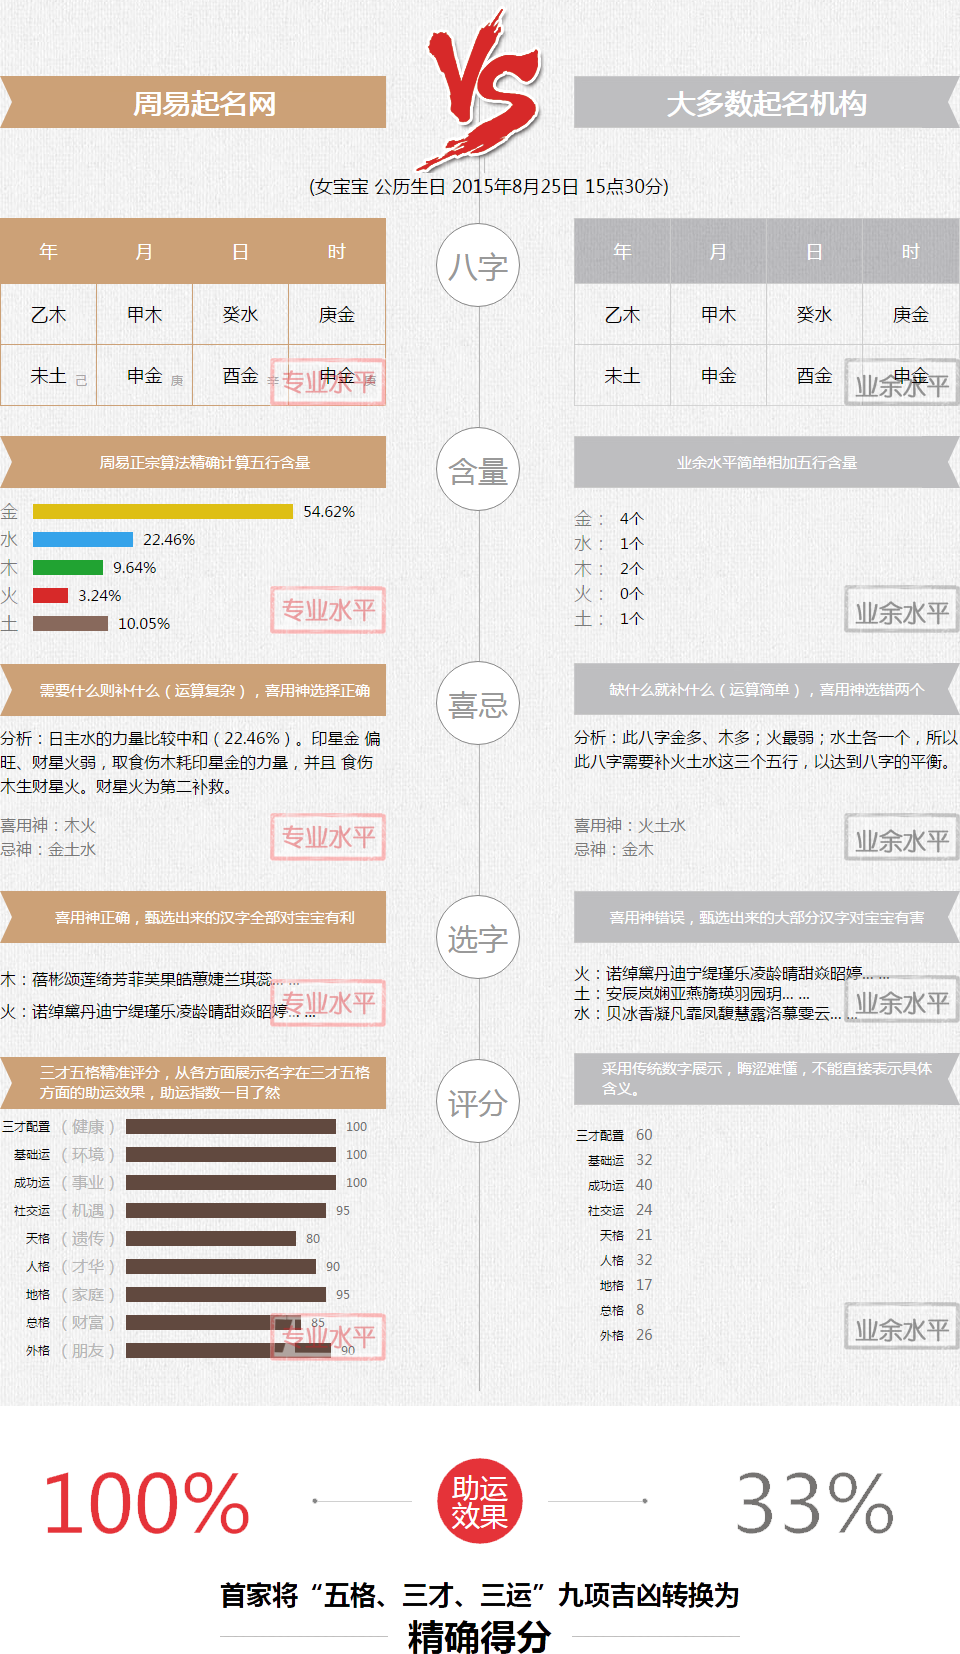 周易起名网
VS
大多数起名机构
(女宝宝 公历生日 2015年8月25日 15点30分)
年 月 日 时
乙木 甲木 癸水 庚金
未土 己 申金 庚 酉金 辛 申金 庚
专业水平
八字
年 月 日 时
乙木 甲木 癸水 庚金
未土 申金 酉金 申金
业余水平
周易正宗算法精确计算五行含量
金 54.62%
水 22.46%
木 9.64%
火 3.24%
土 10.05%
专业水平
含量
业余水平简单相加五行含量
金： 4个
水： 1个
木： 2个
火： 0个
土： 1个
业余水平
需要什么则补什么（运算复杂），喜用神选择正确
分析：日主水的力量比较中和（22.46%）。印星金 偏
旺、财星火弱，取食伤木耗印星金的力量，并且 食伤
木生财星火。财星火为第二补救。
喜用神：木火
忌神：金土水
专业水平
喜忌
缺什么就补什么（运算简单），喜用神选错两个
分析：此八字金多、木多；火最弱；水土各一个，所以
此八字需要补火土水这三个五行，以达到八字的平衡。
喜用神：火土水
忌神：金木
业余水平
喜用神正确，甄选出来的汉字全部对宝宝有利
木：蓓彬颂莲绮芳菲芙果皓蕙婕兰琪蕊... ...
火：诺绰黛丹迪宁缇瑾乐凌龄晴甜焱昭婷... ...
专业水平
选字
喜用神错误，甄选出来的大部分汉字对宝宝有害
火：诺绰黛丹迪宁缇瑾乐凌龄晴甜焱昭婷... ...
土：安辰岚娴亚燕旖瑛羽园玥... ...
水：贝冰香凝凡霏凤馥慧露洛慕雯云... ...
业余水平
三才五格精准评分，从各方面展示名字在三才五格
方面的助运效果，助运指数一目了然
三才配置 （健康） 100
基础运 （环境） 100
成功运 （事业） 100
社交运 （机遇） 95
天格 （遗传） 80
人格 （才华） 90
地格 （家庭） 95
总格 （财富） 85
外格 （朋友） 90
专业水平
评分
采用传统数字展示，晦涩难懂，不能直接表示具体
含义。
三才配置 60
基础运 32
成功运 40
社交运 24
天格 21
人格 32
地格 17
总格 8
外格 26
业余水平
100%
助运
效果
33%
首家将“五格、三才、三运”九项吉凶转换为
精确得分